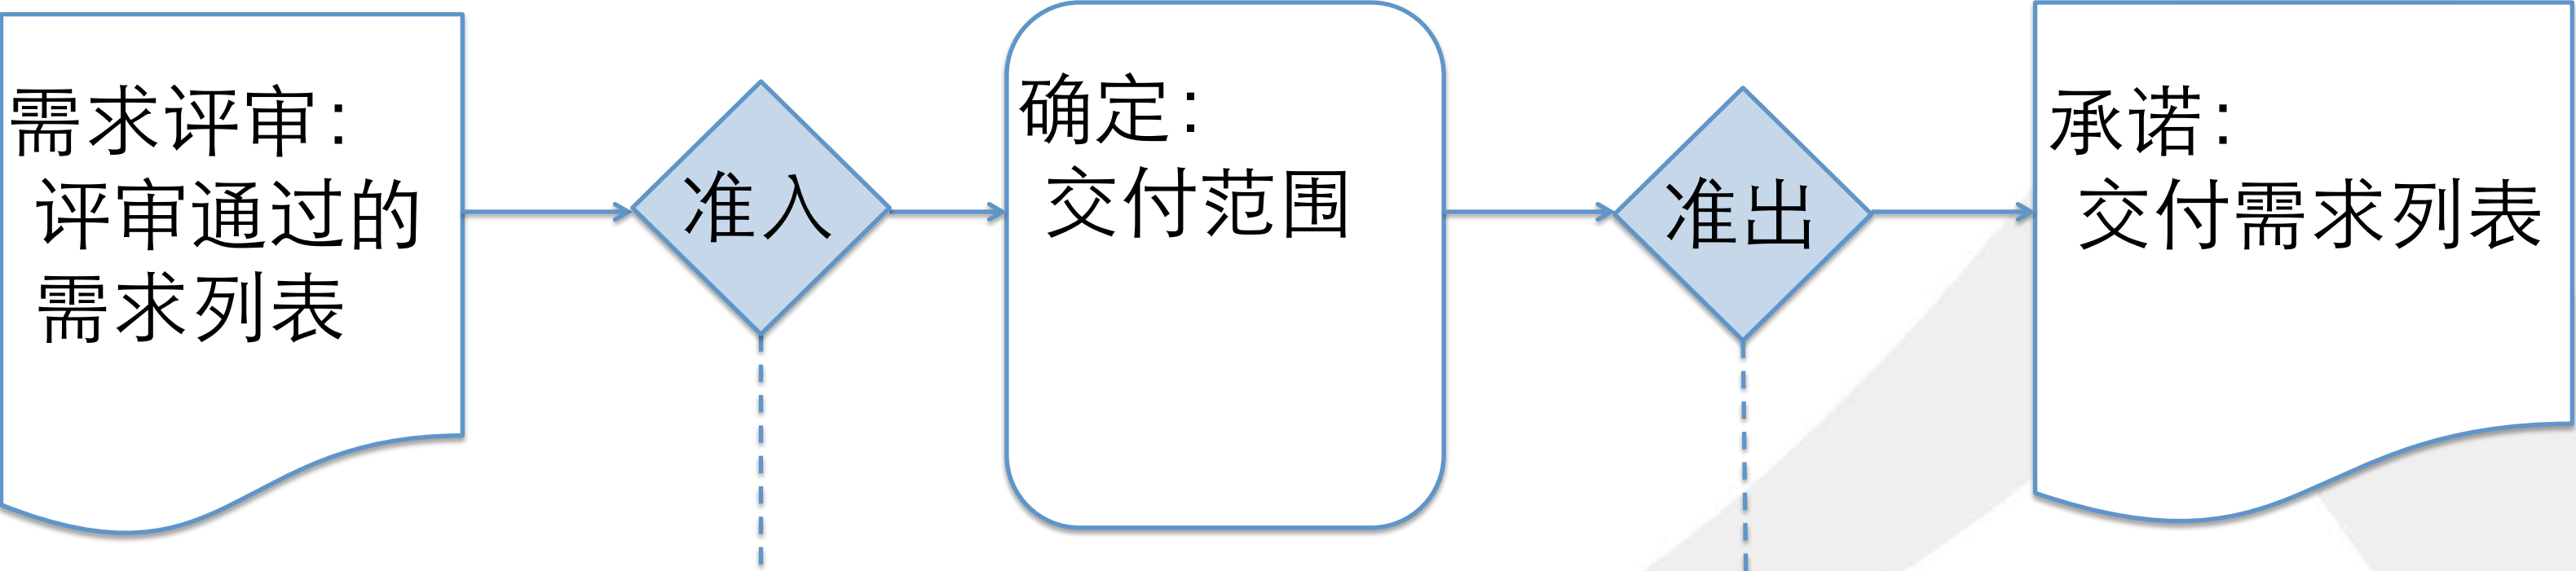 需求评审:
评审通过的
需求列表
准入
确定:
交付范围
准出
承诺:
交付需求列表